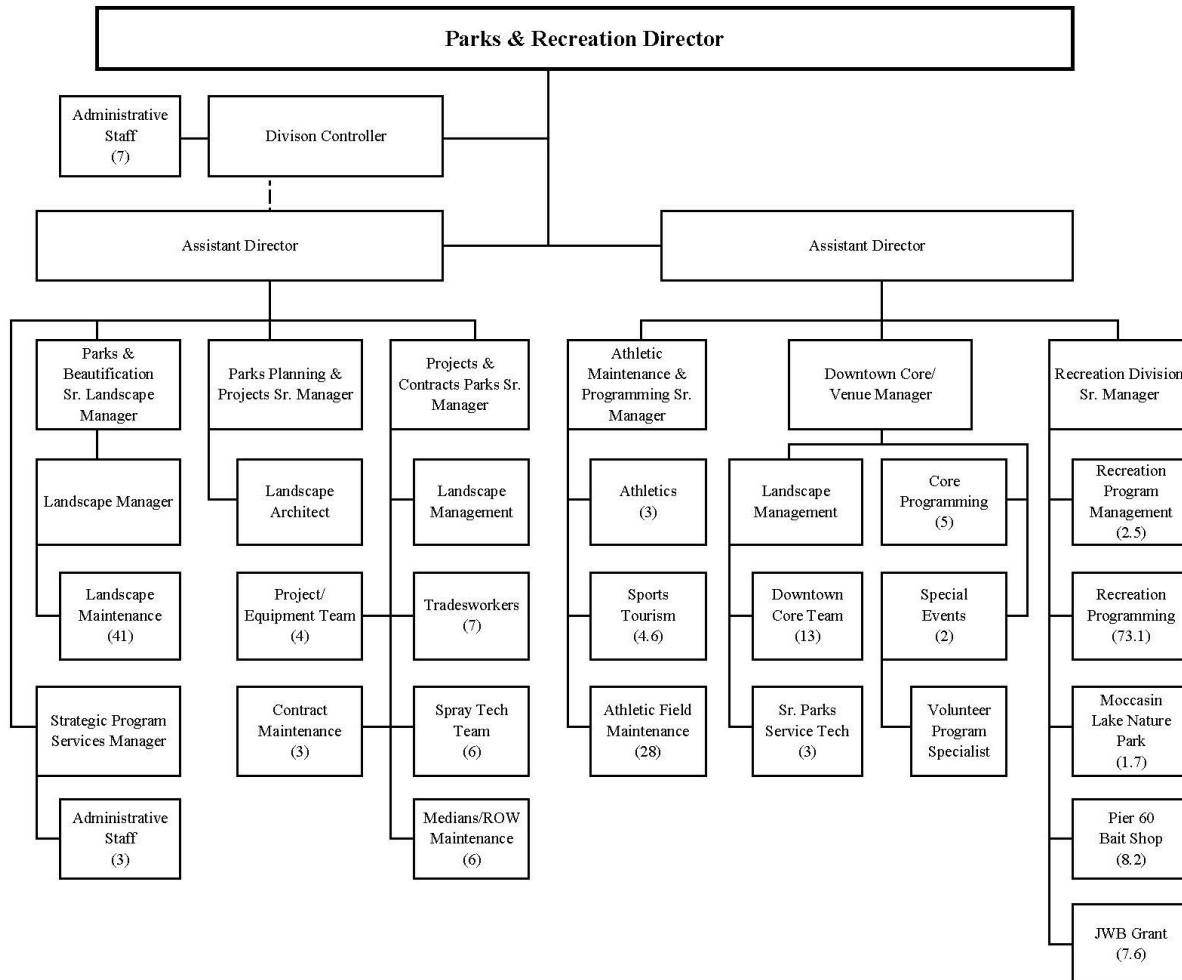 Parks & Recreation Director
Administrative
Staff
(7)
Divison Controller
Assistant Director
Assistant Director
Parks &
Beautification
Sr. Landscape
Manager
Parks Planning &
Projects Sr. Manager
Projects &
Contracts Parks Sr.
Manager
Athletic
Maintenance &
Programming Sr.
Manager
Downtown Core/
Venue Manager
Recreation Division
Sr. Manager
Landscape Manager
Landscape
Architect
Landscape
Management
Athletics
(3)
Landscape
Management
Core
Programming
(5)
Recreation
Program
Management
(2.5)
Landscape
Maintenance
(41)
Project/
Equipment Team
(4)
Tradesworkers
(7)
Sports
Tourism
(4.6)
Downtown
Core Team
(13)
Special
Events
(2)
Recreation
Programming
(73.1)
Strategic Program
Services Manager
Contract
Maintenance
(3)
Spray Tech
Team
(6)
Athletic Field
Maintenance
(28)
Sr. Parks
Service Tech
(3)
Volunteer
Program
Specialist
Moccasin
Lake Nature
Park
(1.7)
Administrative
Staff
(3)
Medians/ROW
Maintenance
(6)
Pier 60
Bait Shop
(8.2)
JWB Grant
(7.6)